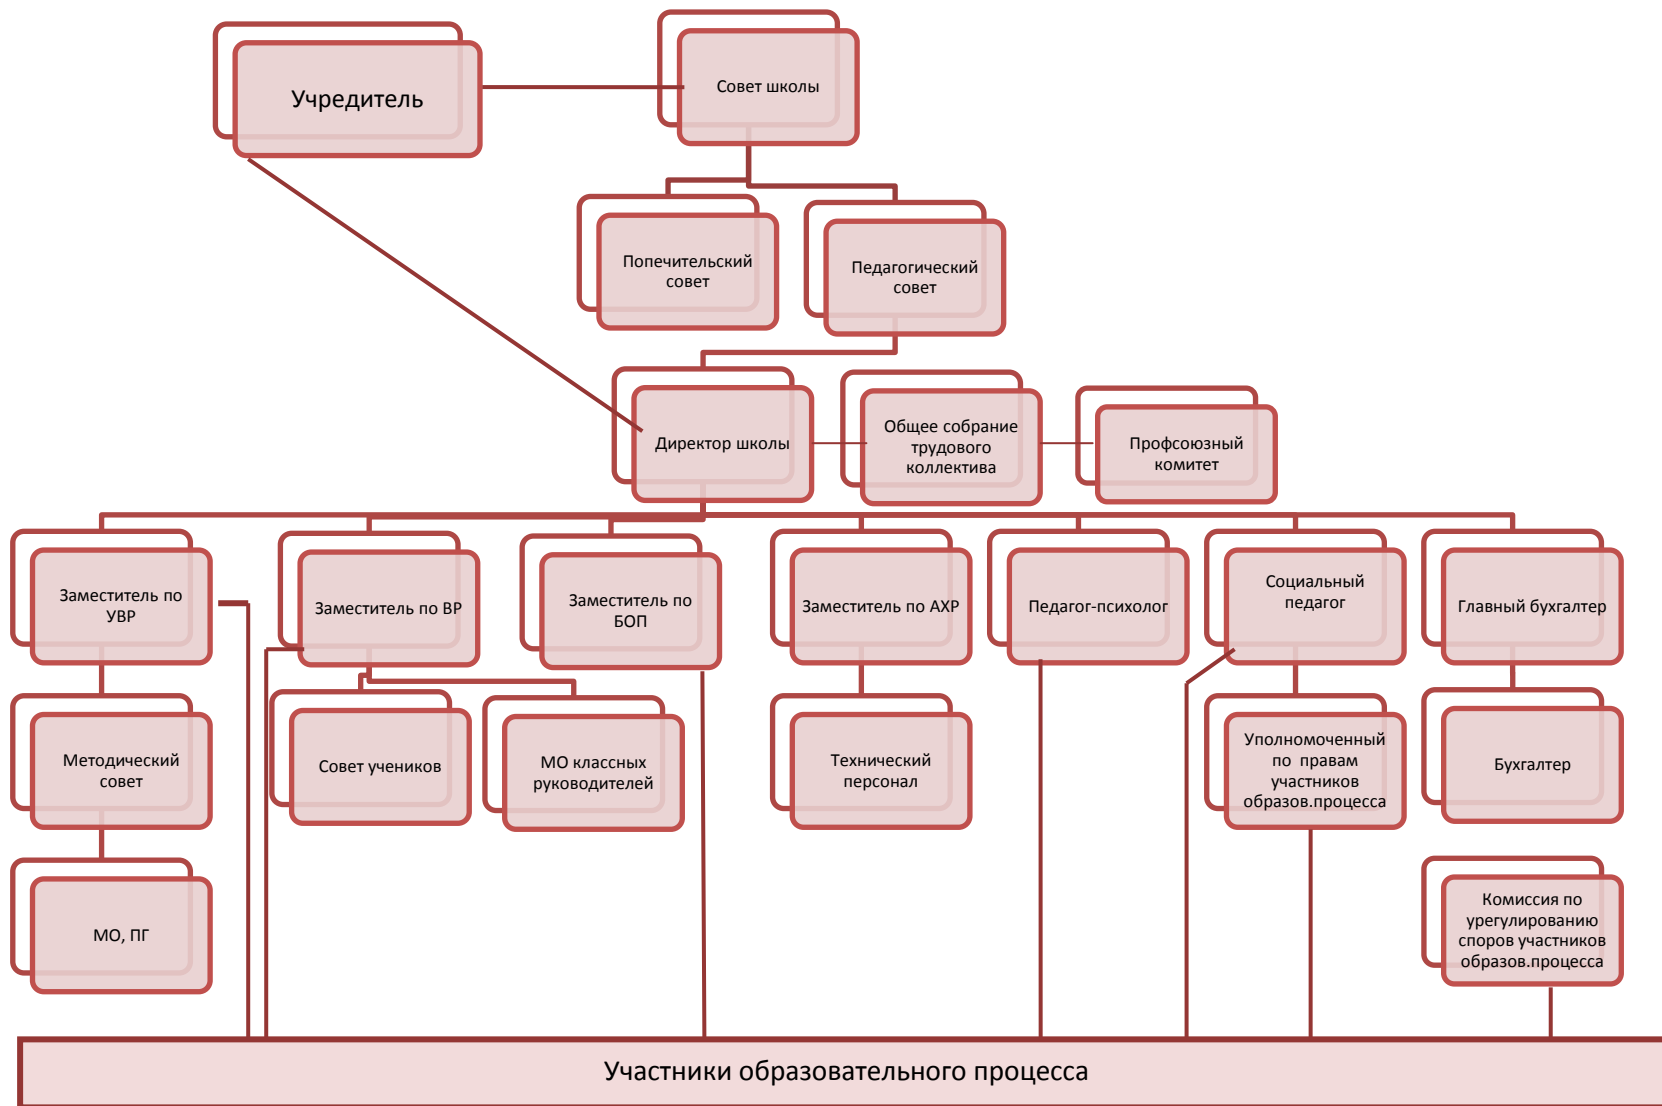 Учредитель
Совет школы
Попечительский
совет
Педагогический
совет
Директор школы
Общее собрание
трудового
коллектива
Профсоюзный
комитет
Заместитель по
УВР
Заместитель по ВР
Заместитель по
БОП
Заместитель по АХР
Педагог-психолог
Социальный
педагог
Главный бухгалтер
Методический
совет
Совет учеников
МО классных
руководителей
Технический
персонал
Уполномоченный
по правам
участников
образов.процесса
Бухгалтер
МО, ПГ
Комиссия по
урегулированию
споров участников
образов.процесса
Участники образовательного процесса